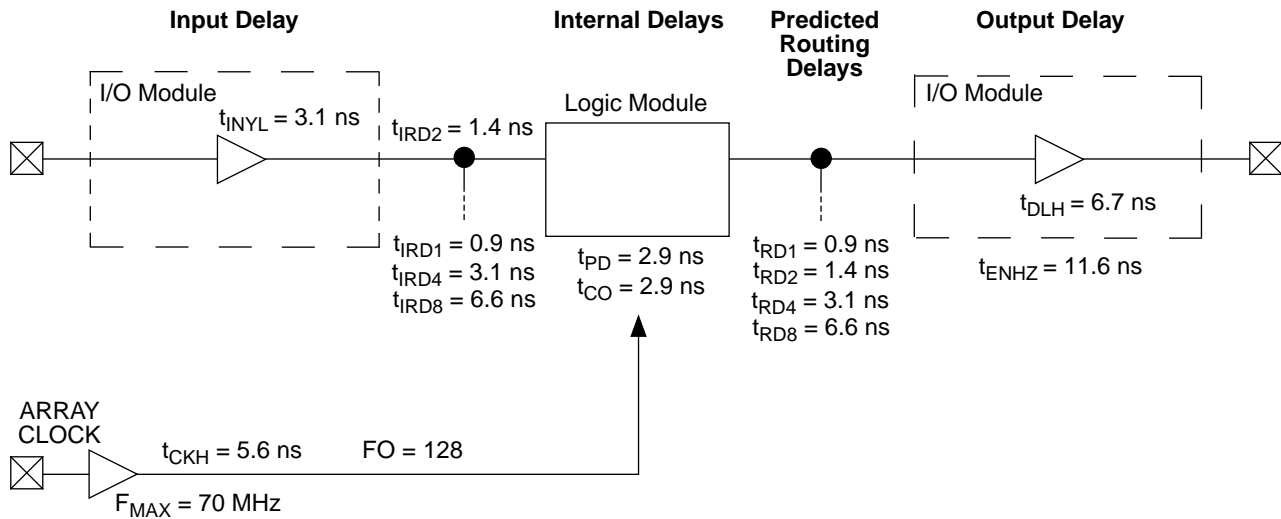 Input Delay
Internal Delays
Predicted
Routing
Delays
Output Delay
I/O Module
tINYL = 3.1 ns
tIRD2 = 1.4 ns
Logic Module
I/O Module
tDLH = 6.7 ns
tIRD1 = 0.9 ns
tIRD4 = 3.1 ns
tIRD8 = 6.6 ns
tPD = 2.9 ns
tCO = 2.9 ns
tRD1 = 0.9 ns
tRD2 = 1.4 ns
tRD4 = 3.1 ns
tRD8 = 6.6 ns
tENHZ = 11.6 ns
ARRAY
CLOCK
tCKH = 5.6 ns
FO = 128
FMAX = 70 MHz